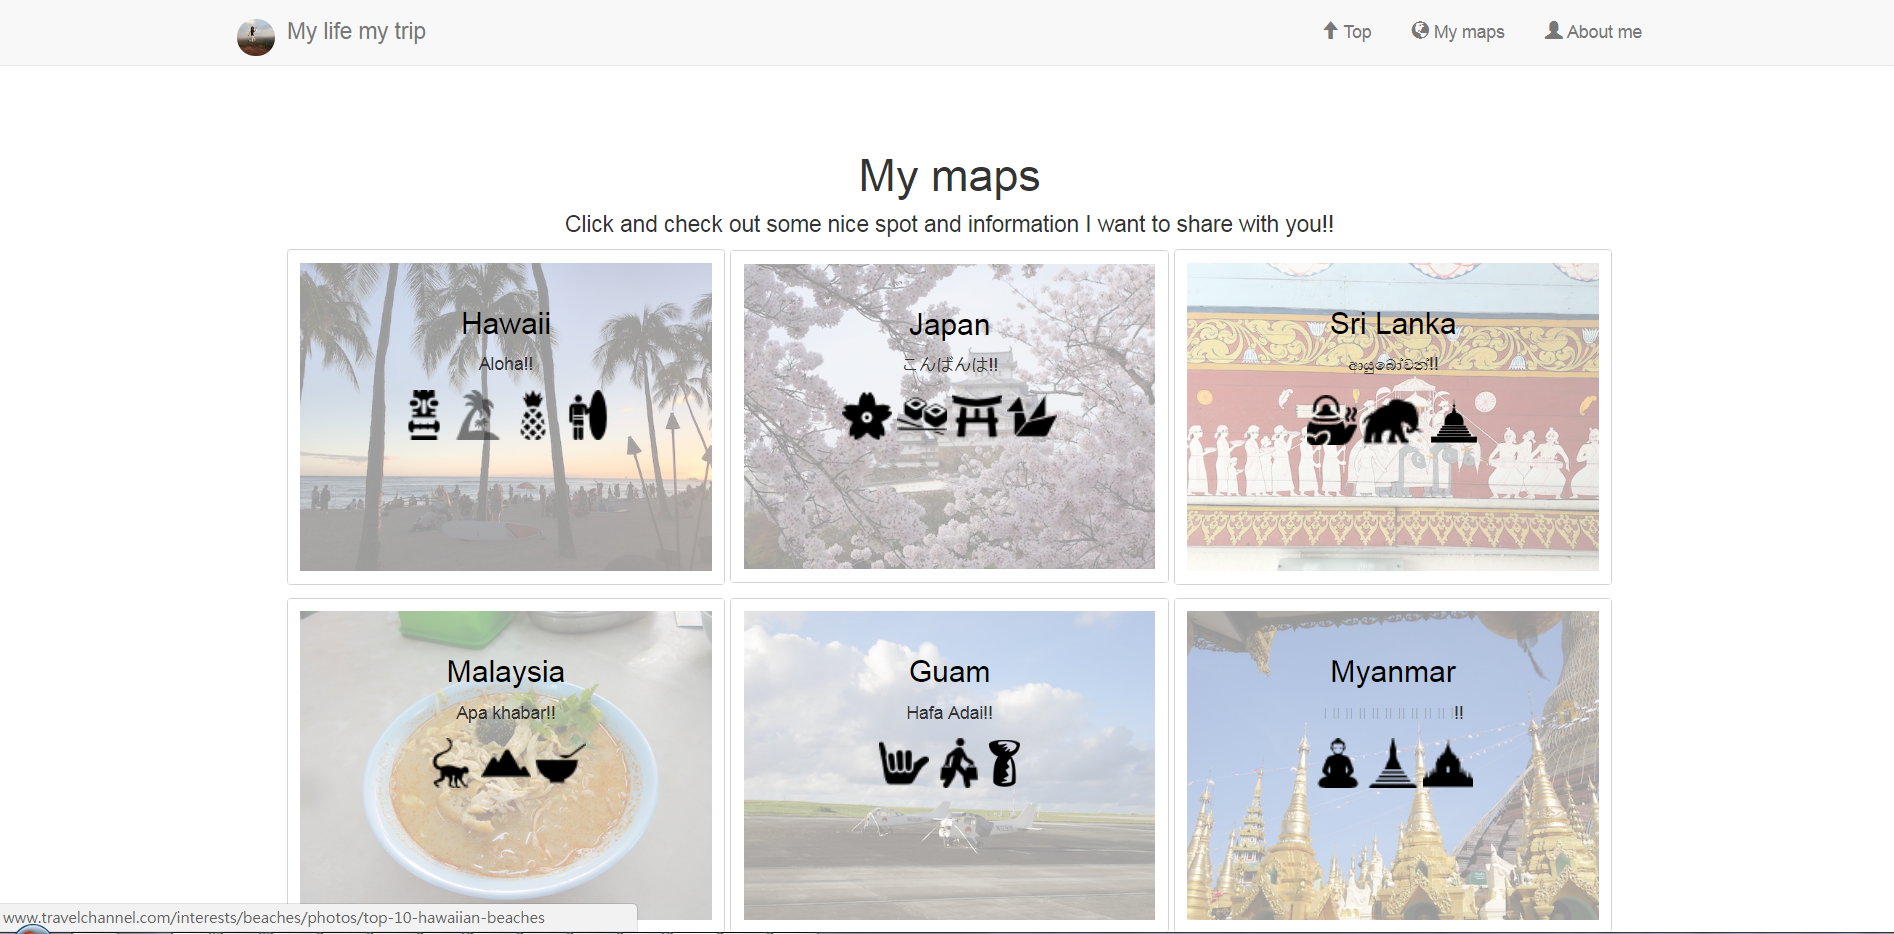 My life my trip
Top
My maps
About me
My maps
Click and check out some nice spot and information I want to share with you!!
Hawaii
Aloha!!
Japan
こんばんは!!
Sri Lanka
ආයුබෝවන්!!
Malaysia
Apa khabar!!
Guam
Hafa Adai!!
Myanmar
!!
www.travelchannel.com/interests/beaches/photos/top-10-hawaiian-beaches